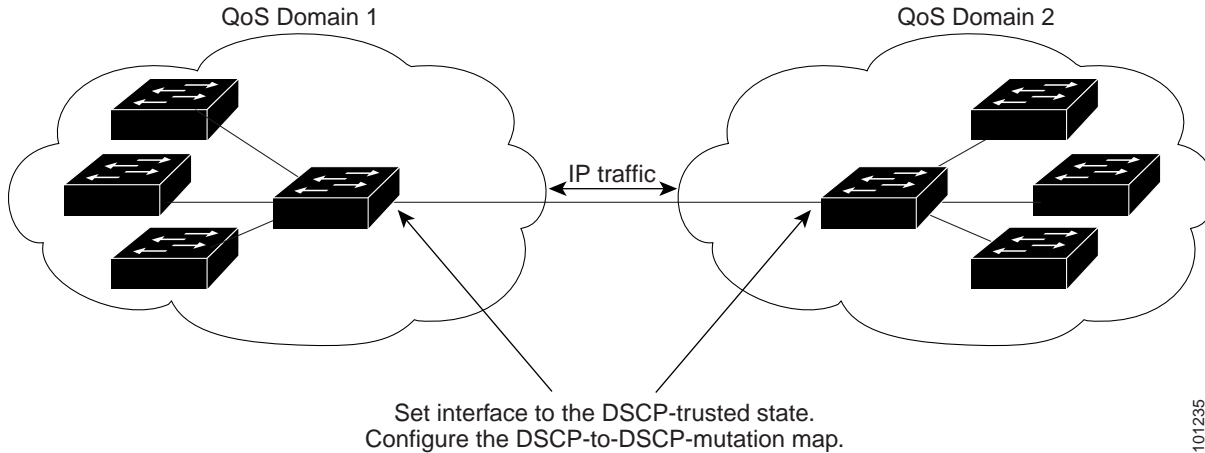 QoS Domain 1
QoS Domain 2
IP traffic
Set interface to the DSCP-trusted state.
Configure the DSCP-to-DSCP-mutation map.
101235